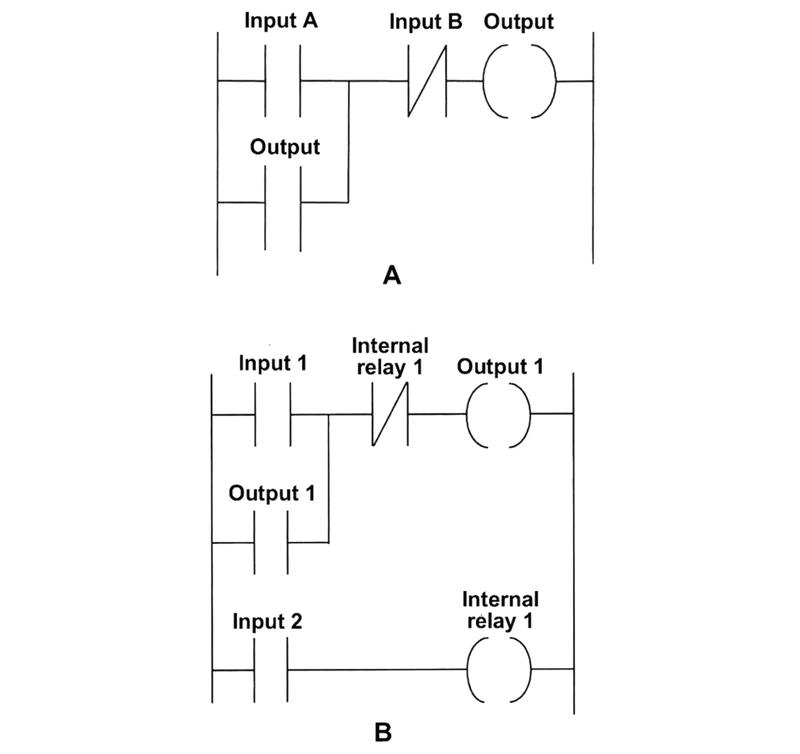 Input A
Input B
Output
Output
A
Input 1
Internal
relay 1
Output 1
Output 1
Input 2
Internal
relay 1
B